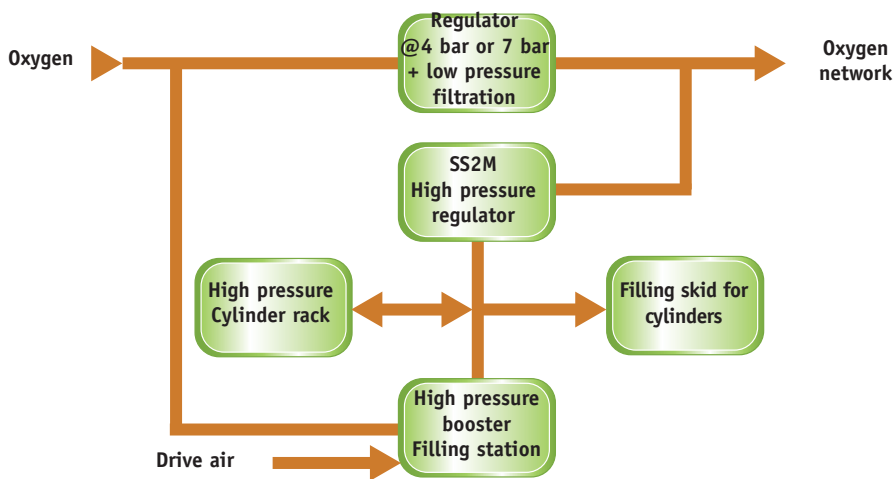 Regulator
@4 bar or 7 bar
+ low pressure
filtration
Oxygen
Oxygen
network
SS2M
High pressure
regulator
High pressure
Cylinder rack
Filling skid for
cylinders
High pressure
booster
Filling station
Drive air